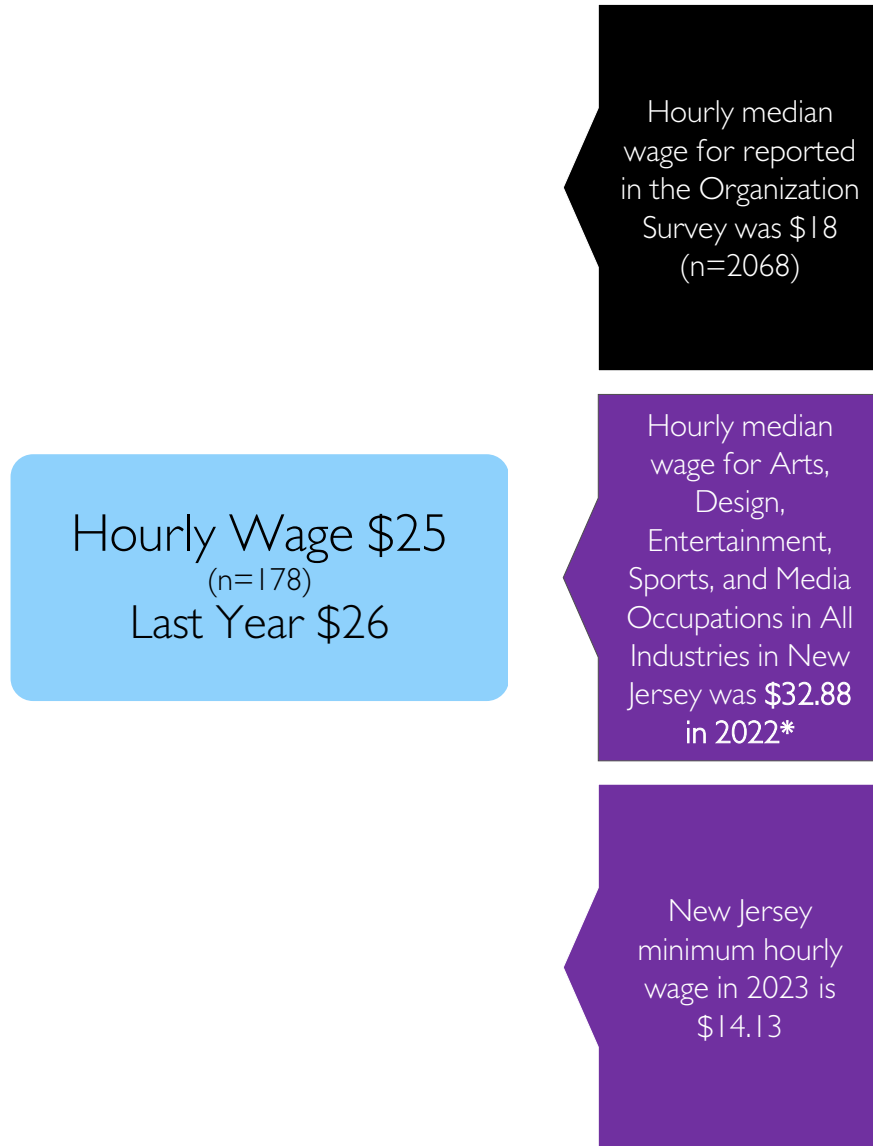 Hourly Wage $25
(n=178)
Last Year $26
Hourly median
wage for reported
in the Organization
Survey was $18
(n=2068)
Hourly median
wage for Arts,
Design,
Entertainment,
Sports, and Media
Occupations in All
Industries in New
Jersey was $32.88
in 2022*
New Jersey
minimum hourly
wage in 2023 is
$14.13